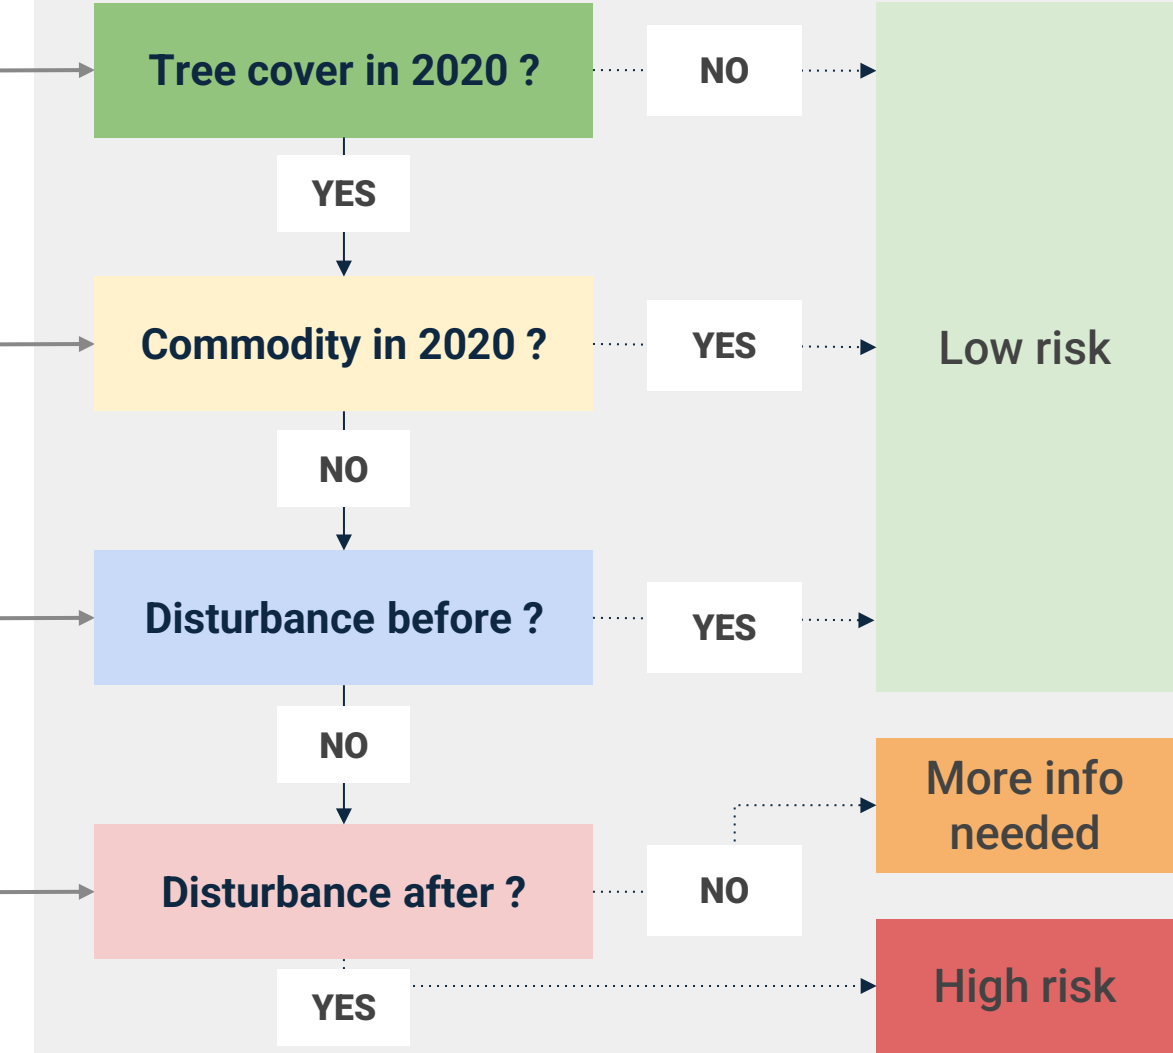 Tree cover in 2020 ?
NO
YES
Commodity in 2020 ?
YES
Low risk
NO
Disturbance before ?
YES
NO
More info
needed
Disturbance after ?
NO
YES
High risk